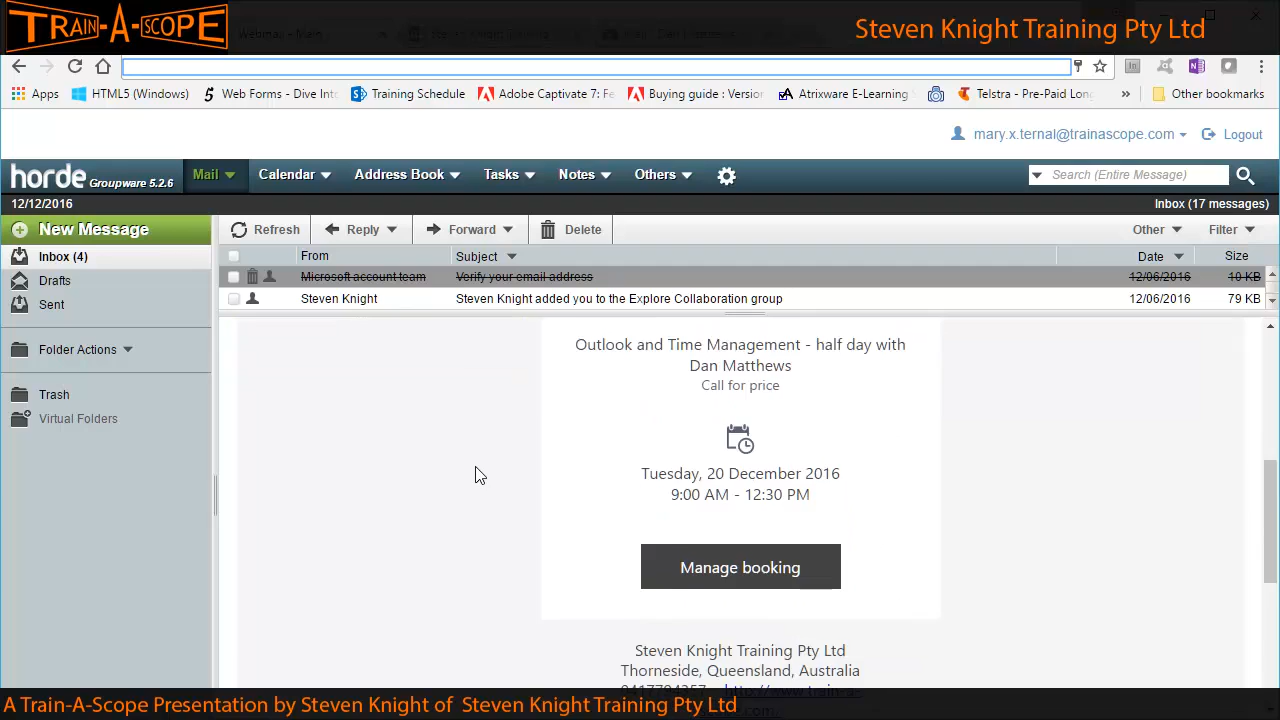 TRAIN-A-SCOPE
Steven Knight Training Pty Ltd
Apps
HTML5 (Windows)
Web Forms - Dive Into
Training Schedule
Adobe Captivate 7: Fe
Buying guide: Version
Atrixware E-Learning
Telstra - Pre-Paid Long
» Other bookmarks
mary.x.ternal@trainascope.com
Logout
horde Groupware 5.2.6
Mail
Calendar
Address Book
Tasks
Notes
Others
Search (Entire Message)
12/12/2016
Inbox (17 messages)
New Message
Refresh
Reply
Forward
Delete
Other
Filter
Inbox (4)
Drafts
Sent
Folder Actions
Trash
Virtual Folders
From
Subject
Date
Size
Microsoft account team Verify your email address 12/06/2016 10 KB
Steven Knight Steven Knight added you to the Explore Collaboration group 12/06/2016 79 KB
Outlook and Time Management - half day with
Dan Matthews
Call for price
Tuesday, 20 December 2016
9:00 AM - 12:30 PM
Manage booking
Steven Knight Training Pty Ltd
Thorneside, Queensland, Australia
A Train-A-Scope Presentation by Steven Knight of Steven Knight Training Pty Ltd